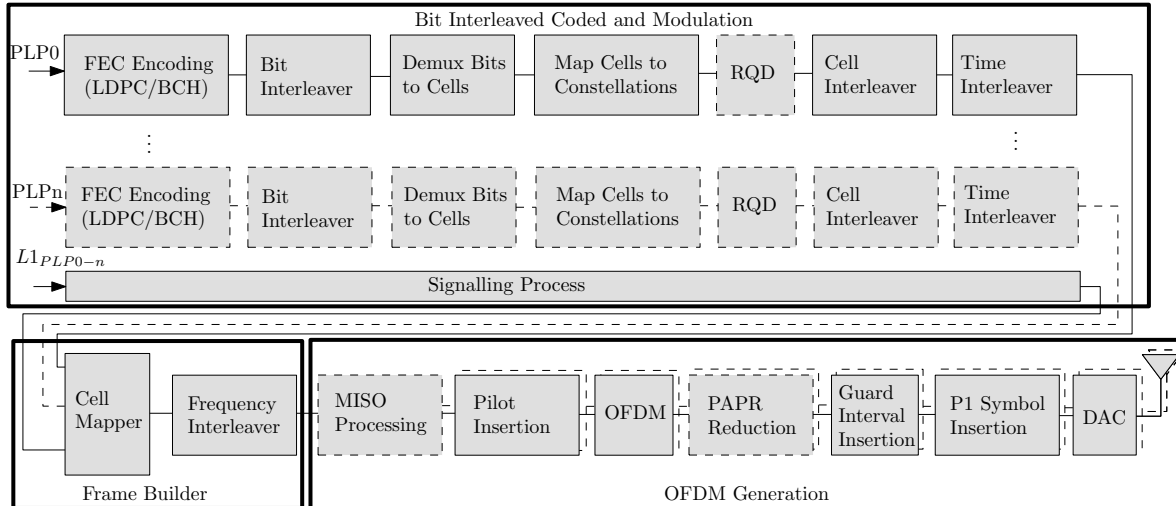 Bit Interleaved Coded and Modulation
PLP0
FEC Encoding
(LDPC/BCH)
Bit
Interleaver
Demux Bits
to Cells
Map Cells to
Constellations
RQD
Cell
Interleaver
Time
Interleaver
PLPn
FEC Encoding
(LDPC/BCH)
Bit
Interleaver
Demux Bits
to Cells
Map Cells to
Constellations
RQD
Cell
Interleaver
Time
Interleaver
L1_{PLP0-n}
Signalling Process
Cell
Mapper
Frequency
Interleaver
MISO
Processing
Pilot
Insertion
OFDM
PAPR
Reduction
Guard
Interval
Insertion
P1 Symbol
Insertion
DAC
Frame Builder
OFDM Generation